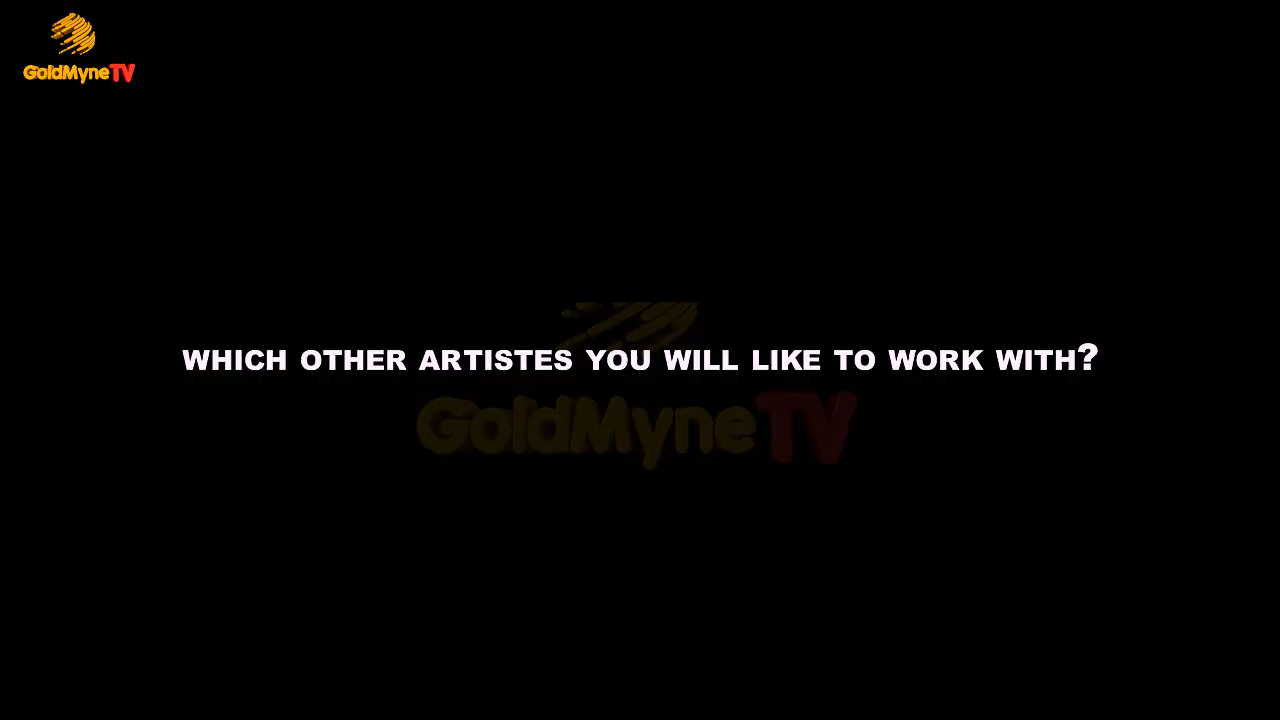 GoldMyneTV
WHICH OTHER ARTISTES YOU WILL LIKE TO WORK WITH?
GoldMyneTV